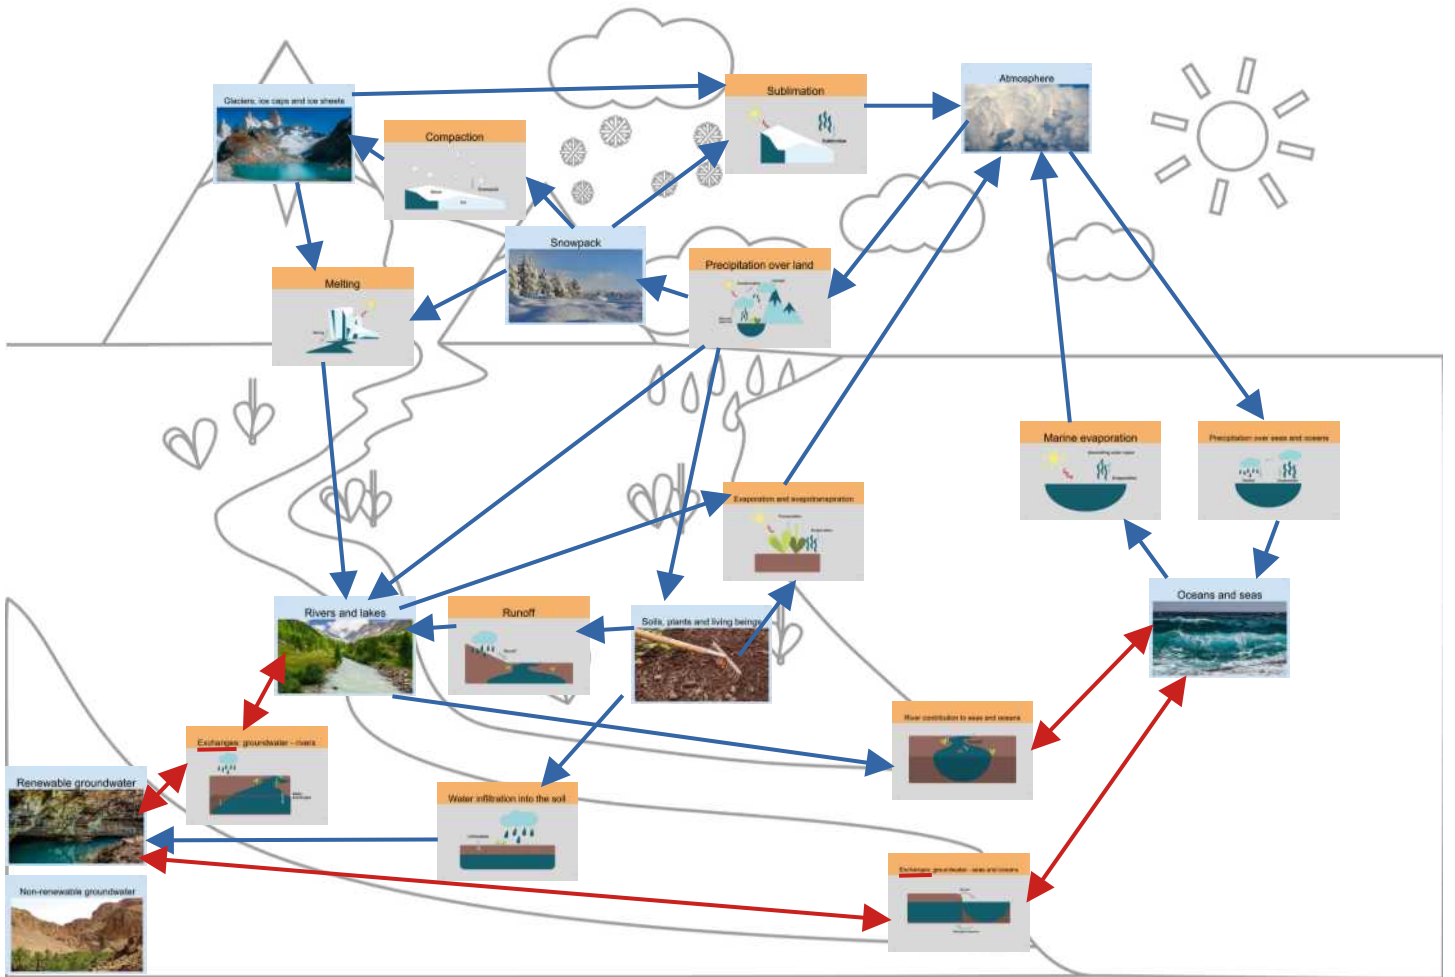 Atmosphere
Sublimation
Sublimation
Glaciers, ice caps and ice sheets
Compaction
Snowpack
Precipitation over land
Melting
Marine evaporation
Evaporation
Precipitation over seas and oceans
Evaporation and evapotranspiration
Evaporation
Oceans and seas
Rivers and lakes
Runoff
Soils, plants and living beings
River contribution to seas and oceans
Exchanges: groundwater - rivers
Renewable groundwater
Water infiltration into the soil
Exchanges: groundwater - seas and oceans
Non-renewable groundwater